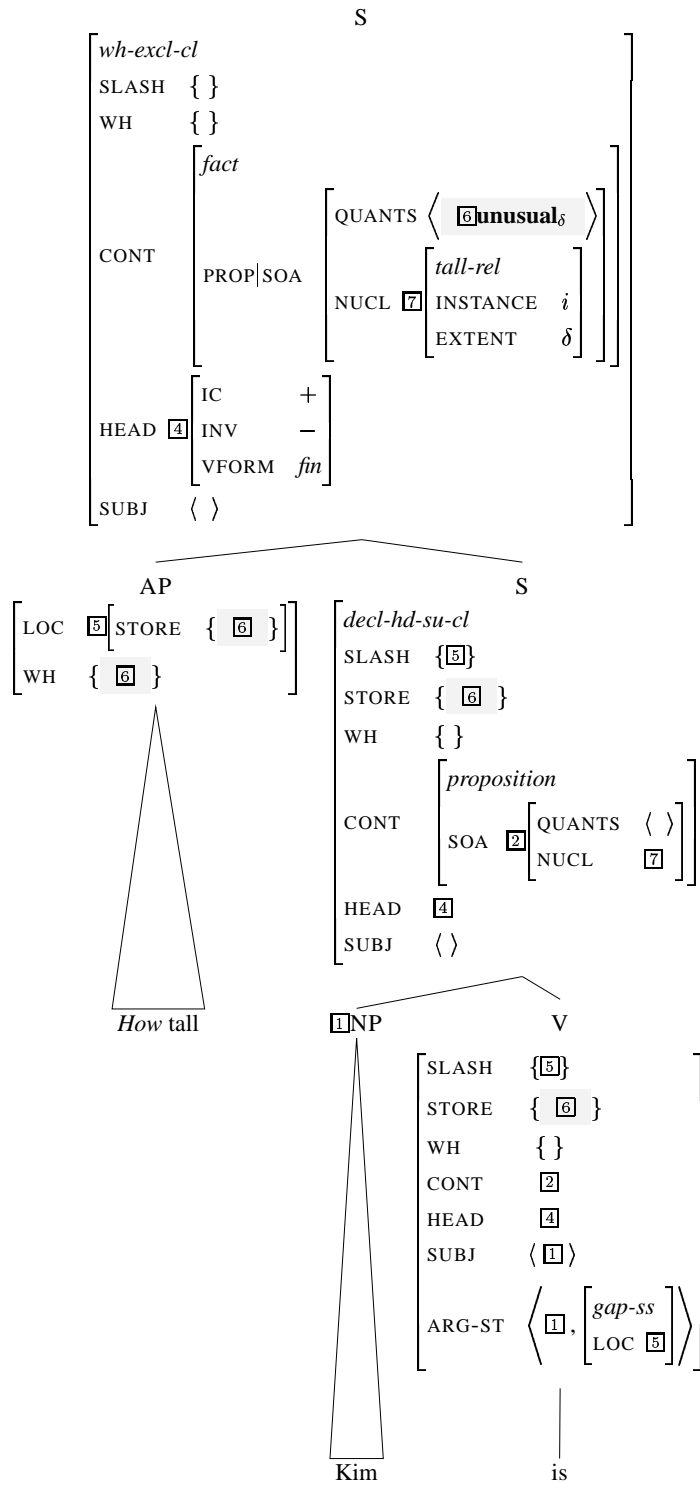 S
wh-excl-cl
SLASH { }
WH { }
CONT
fact
PROP|SOA
QUANTS ⟨ 6 unusualδ ⟩
NUCL 7
tall-rel
INSTANCE i
EXTENT δ
HEAD 4
IC +
INV −
VFORM fin
SUBJ ⟨ ⟩
AP
LOC 5 [STORE { 6 }]
WH { 6 }
How tall
S
decl-hd-su-cl
SLASH {5}
STORE { 6 }
WH { }
CONT
proposition
SOA 2
QUANTS ⟨ ⟩
NUCL 7
HEAD 4
SUBJ ⟨ ⟩
1 NP
Kim
V
SLASH {5}
STORE { 6 }
WH { }
CONT 2
HEAD 4
SUBJ ⟨ 1 ⟩
ARG-ST ⟨ 1 ,
gap-ss
LOC 5 ⟩
is